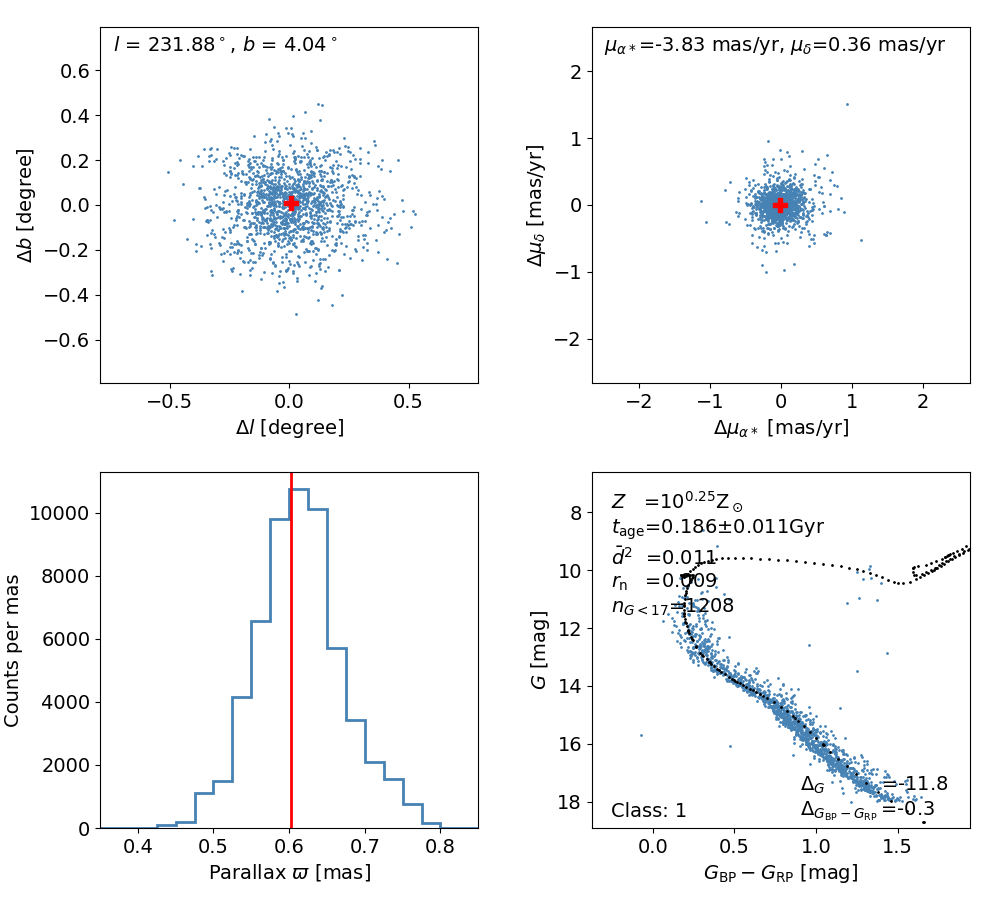 l = 231.88°, b = 4.04°
0.6
0.4
0.2
0.0
−0.2
−0.4
−0.6
Δb [degree]
−0.5 0.0 0.5
Δl [degree]
μα*=-3.83 mas/yr, μδ=0.36 mas/yr
2
1
0
−1
−2
Δμδ [mas/yr]
−2 −1 0 1 2
Δμα* [mas/yr]
10000
8000
6000
4000
2000
0
Counts per mas
0.4 0.5 0.6 0.7 0.8
Parallax ϖ [mas]
Z =10^0.25 Z⊙
t_age=0.186±0.011Gyr
d̄² =0.011
r_n =0.009
n_G<17=1208
8
10
12
14
16
18
G [mag]
Δ_G =-11.8
Δ_GBP−GRP =-0.3
Class: 1
0.0 0.5 1.0 1.5
G_BP − G_RP [mag]